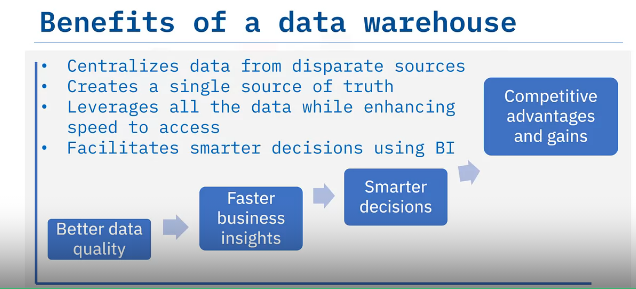 Benefits of a data warehouse
• Centralizes data from disparate sources
• Creates a single source of truth
• Leverages all the data while enhancing
speed to access
• Facilitates smarter decisions using BI
Better data
quality
Faster
business
insights
Smarter
decisions
Competitive
advantages
and gains